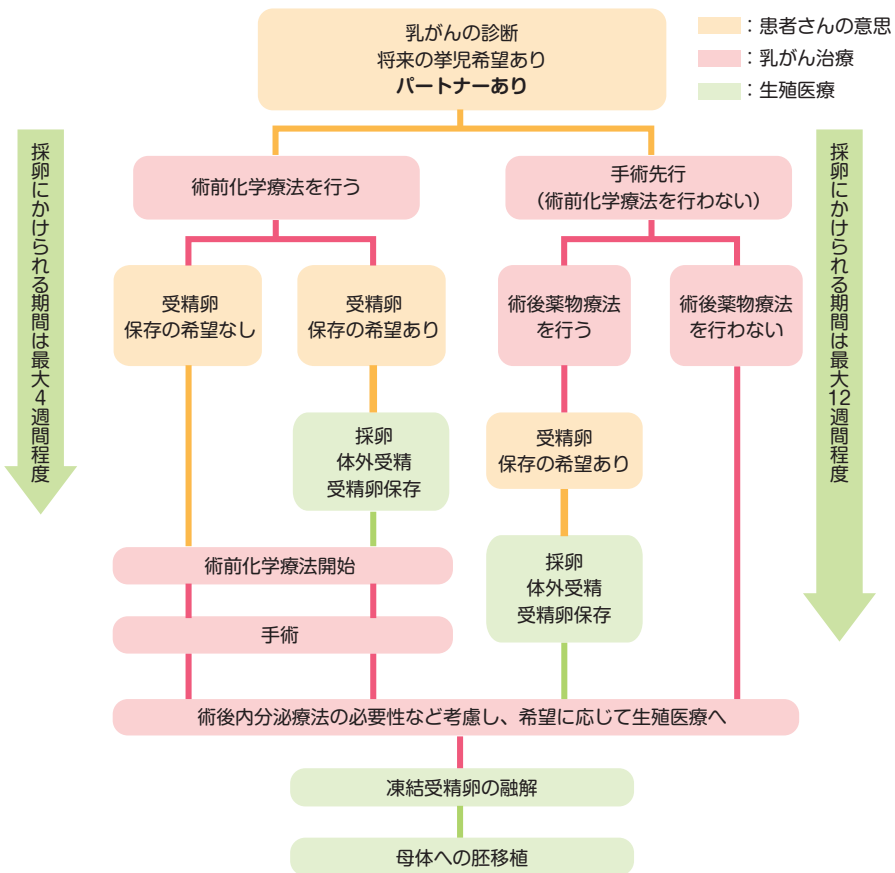 乳がんの診断
将来の挙児希望あり
パートナーあり
：患者さんの意思
：乳がん治療
：生殖医療
採卵にかけられる期間は最大4週間程度
採卵にかけられる期間は最大12週間程度
術前化学療法を行う
手術先行
（術前化学療法を行わない）
受精卵
保存の希望なし
受精卵
保存の希望あり
術後薬物療法
を行う
術後薬物療法
を行わない
採卵
体外受精
受精卵保存
受精卵
保存の希望あり
採卵
体外受精
受精卵保存
術前化学療法開始
手術
術後内分泌療法の必要性など考慮し、希望に応じて生殖医療へ
凍結受精卵の融解
母体への胚移植